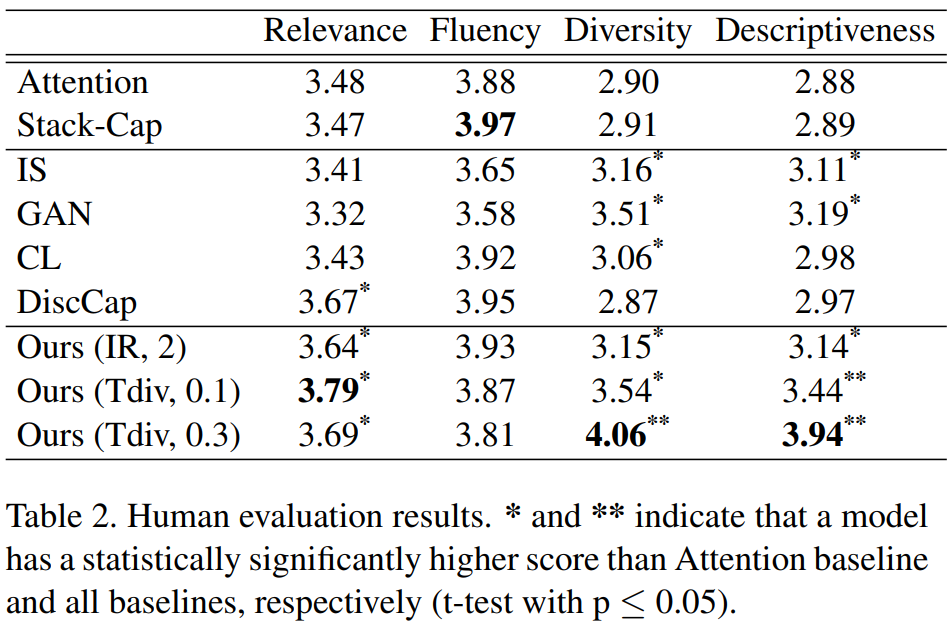 Relevance Fluency Diversity Descriptiveness
Attention 3.48 3.88 2.90 2.88
Stack-Cap 3.47 3.97 2.91 2.89
IS 3.41 3.65 3.16* 3.11*
GAN 3.32 3.58 3.51* 3.19*
CL 3.43 3.92 3.06* 2.98
DiscCap 3.67* 3.95 2.87 2.97
Ours (IR, 2) 3.64* 3.93 3.15* 3.14*
Ours (Tdiv, 0.1) 3.79* 3.87 3.54* 3.44**
Ours (Tdiv, 0.3) 3.69* 3.81 4.06** 3.94**
Table 2. Human evaluation results. * and ** indicate that a model
has a statistically significantly higher score than Attention baseline
and all baselines, respectively (t-test with p ≤ 0.05).